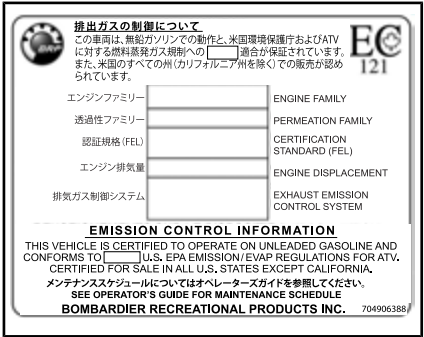 排出ガスの制御について
この車両は、無鉛ガソリンでの動作と、米国環境保護庁およびATV
に対する燃料蒸発ガス規制への 適合が保証されています。
また、米国のすべての州(カリフォルニア州を除く)での販売が認め
られています。
BRP
EC
121
エンジンファミリー ENGINE FAMILY
透過性ファミリー PERMEATION FAMILY
認証規格(FEL) CERTIFICATION
STANDARD (FEL)
エンジン排気量 ENGINE DISPLACEMENT
排気ガス制御システム EXHAUST EMISSION
CONTROL SYSTEM
EMISSION CONTROL INFORMATION
THIS VEHICLE IS CERTIFIED TO OPERATE ON UNLEADED GASOLINE AND
CONFORMS TO U.S. EPA EMISSION/EVAP REGULATIONS FOR ATV.
CERTIFIED FOR SALE IN ALL U.S. STATES EXCEPT CALIFORNIA.
メンテナンススケジュールについてはオペレーターズガイドを参照してください。
SEE OPERATOR'S GUIDE FOR MAINTENANCE SCHEDULE
BOMBARDIER RECREATIONAL PRODUCTS INC. 704906388